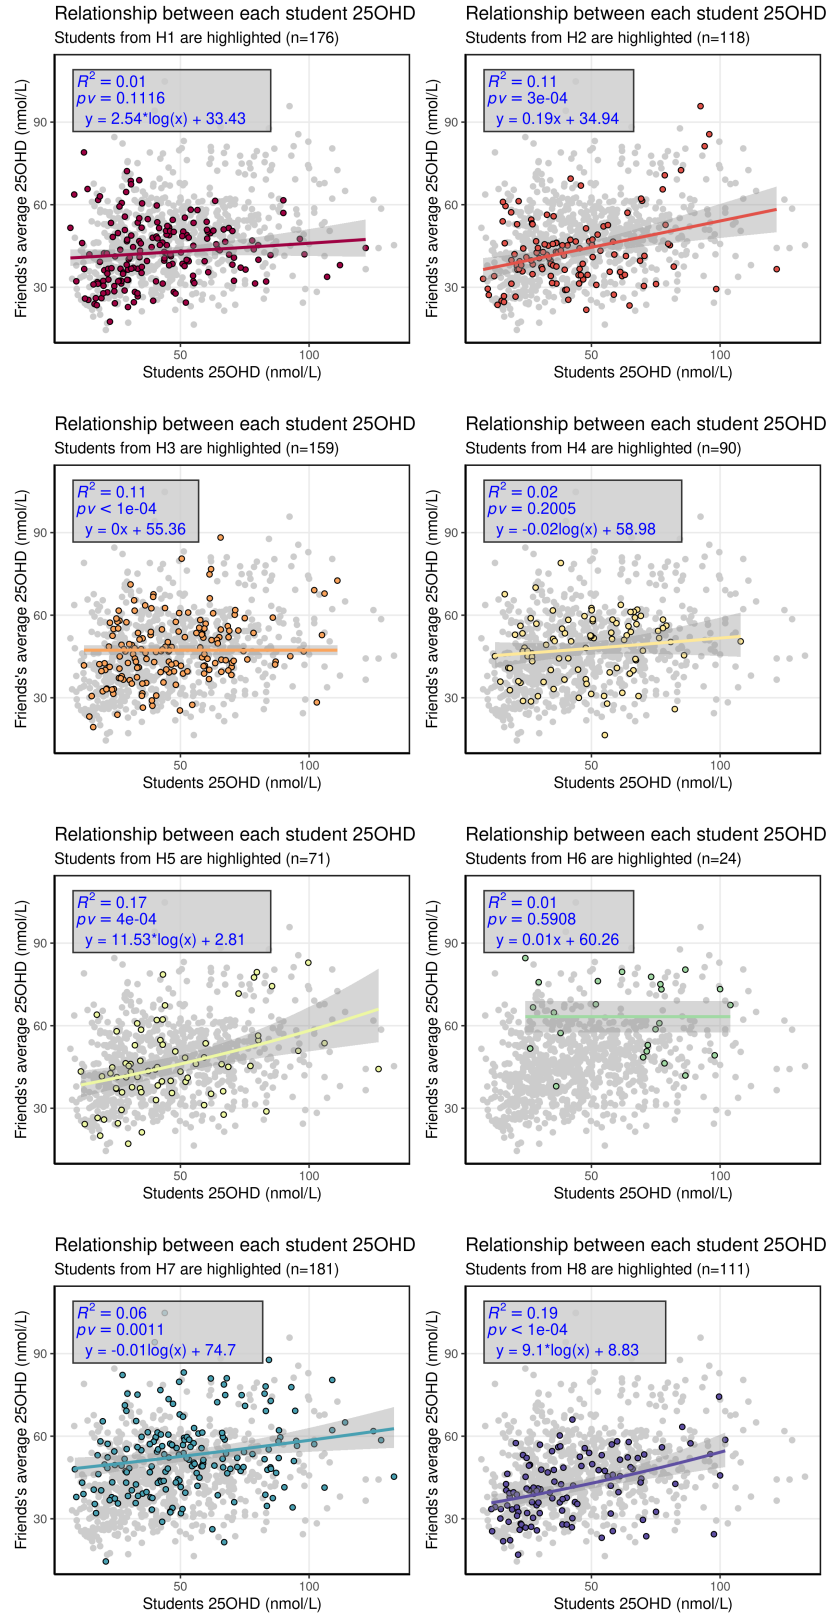 Relationship between each student 25OHD
Students from H1 are highlighted (n=176)
R² = 0.01
pv = 0.1116
y = 2.54*log(x) + 33.43
Friends's average 25OHD (nmol/L)
90
60
30
50 100
Students 25OHD (nmol/L)
Relationship between each student 25OHD
Students from H2 are highlighted (n=118)
R² = 0.11
pv = 3e-04
y = 0.19x + 34.94
Friends's average 25OHD (nmol/L)
90
60
30
50 100
Students 25OHD (nmol/L)
Relationship between each student 25OHD
Students from H3 are highlighted (n=159)
R² = 0.11
pv < 1e-04
y = 0x + 55.36
Friends's average 25OHD (nmol/L)
90
60
30
50 100
Students 25OHD (nmol/L)
Relationship between each student 25OHD
Students from H4 are highlighted (n=90)
R² = 0.02
pv = 0.2005
y = -0.02log(x) + 58.98
Friends's average 25OHD (nmol/L)
90
60
30
50 100
Students 25OHD (nmol/L)
Relationship between each student 25OHD
Students from H5 are highlighted (n=71)
R² = 0.17
pv = 4e-04
y = 11.53*log(x) + 2.81
Friends's average 25OHD (nmol/L)
90
60
30
50 100
Students 25OHD (nmol/L)
Relationship between each student 25OHD
Students from H6 are highlighted (n=24)
R² = 0.01
pv = 0.5908
y = 0.01x + 60.26
Friends's average 25OHD (nmol/L)
90
60
30
50 100
Students 25OHD (nmol/L)
Relationship between each student 25OHD
Students from H7 are highlighted (n=181)
R² = 0.06
pv = 0.0011
y = -0.01log(x) + 74.7
Friends's average 25OHD (nmol/L)
90
60
30
50 100
Students 25OHD (nmol/L)
Relationship between each student 25OHD
Students from H8 are highlighted (n=111)
R² = 0.19
pv < 1e-04
y = 9.1*log(x) + 8.83
Friends's average 25OHD (nmol/L)
90
60
30
50 100
Students 25OHD (nmol/L)